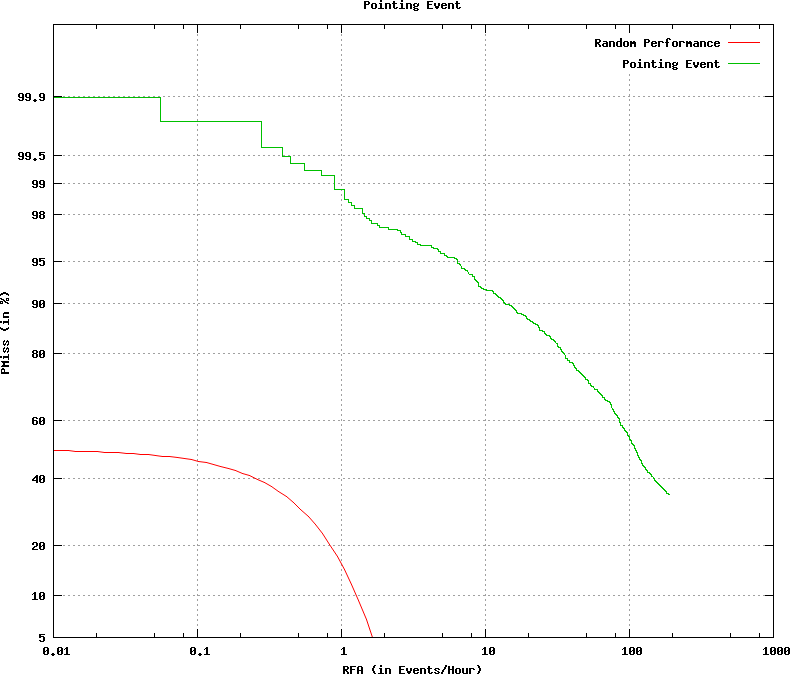 Pointing Event
Random Performance
Pointing Event
99.9
99.5
99
98
95
90
80
60
40
20
10
5
PMiss (in %)
0.01 0.1 1 10 100 1000
RFA (in Events/Hour)